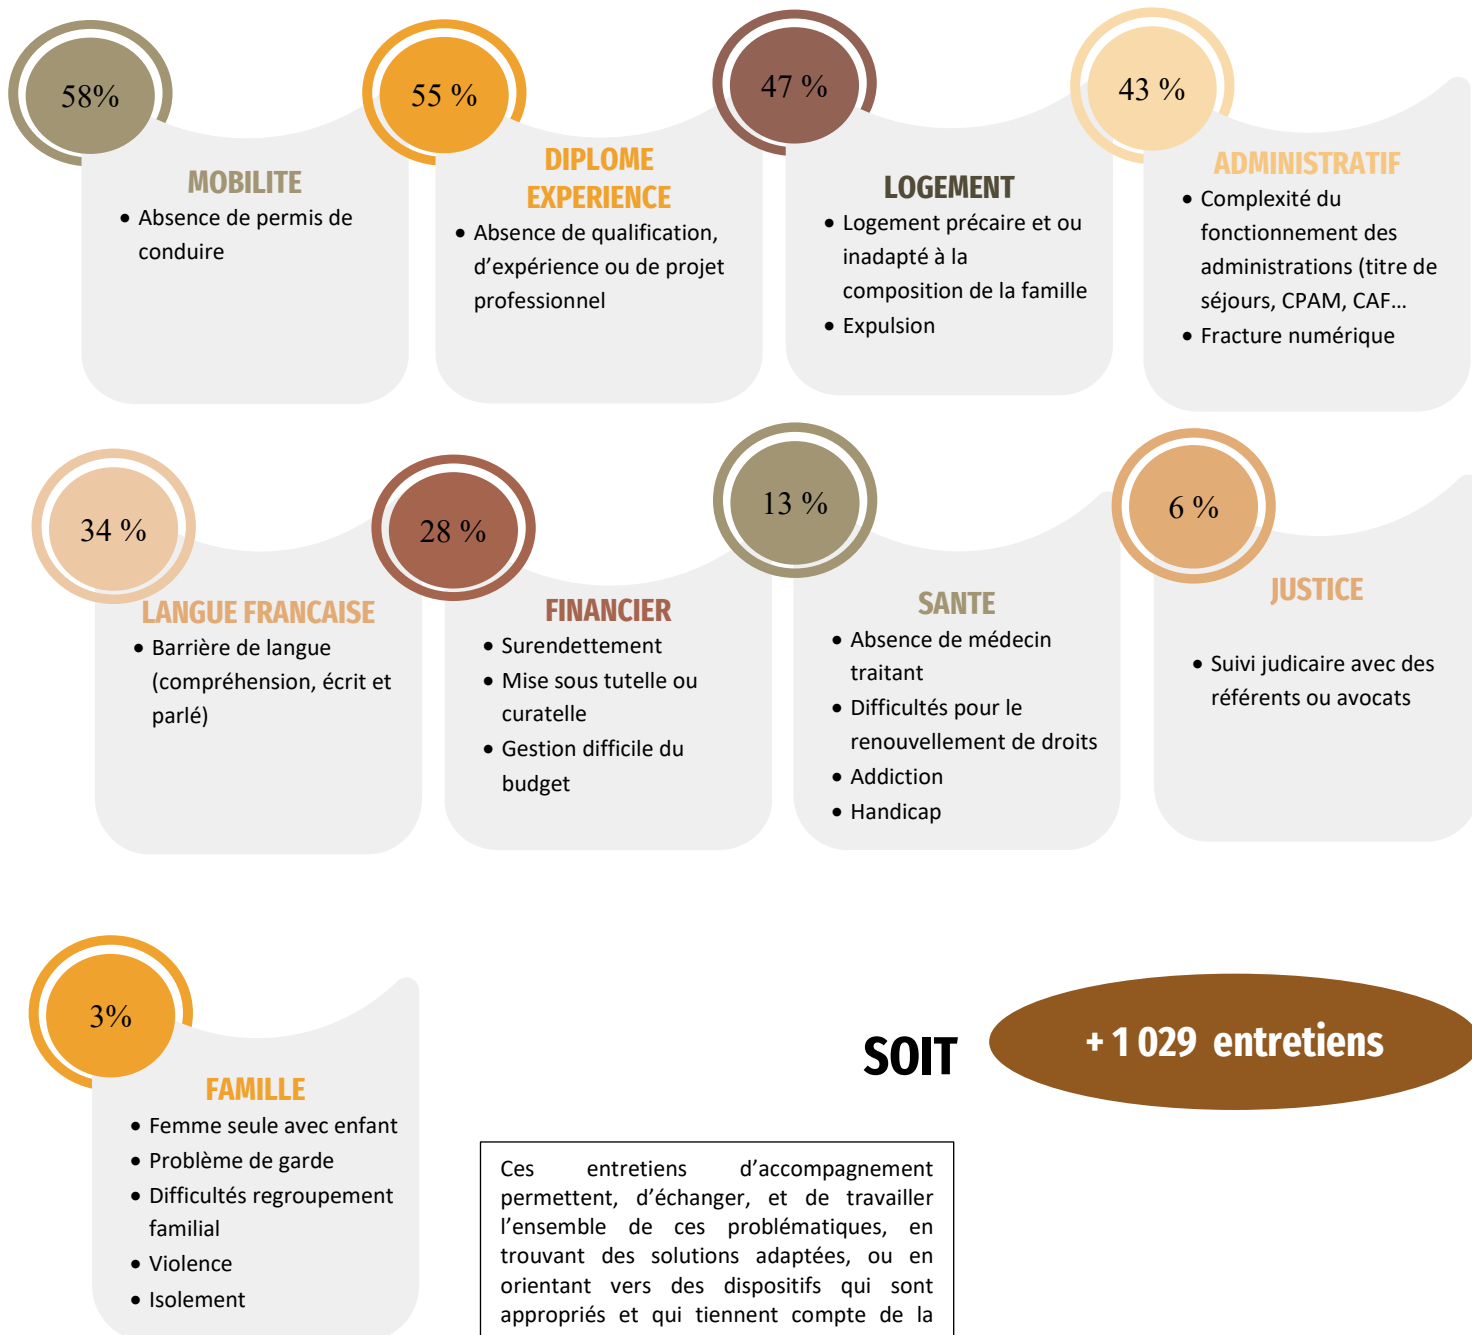 58%
MOBILITE
• Absence de permis de
conduire
55 %
DIPLOME
EXPERIENCE
• Absence de qualification,
d’expérience ou de projet
professionnel
47 %
LOGEMENT
• Logement précaire et ou
inadapté à la
composition de la famille
• Expulsion
43 %
ADMINISTRATIF
• Complexité du
fonctionnement des
administrations (titre de
séjours, CPAM, CAF…
• Fracture numérique
34 %
LANGUE FRANCAISE
• Barrière de langue
(compréhension, écrit et
parlé)
28 %
FINANCIER
• Surendettement
• Mise sous tutelle ou
curatelle
• Gestion difficile du
budget
13 %
SANTE
• Absence de médecin
traitant
• Difficultés pour le
renouvellement de droits
• Addiction
• Handicap
6 %
JUSTICE
• Suivi judicaire avec des
référents ou avocats
3%
FAMILLE
• Femme seule avec enfant
• Problème de garde
• Difficultés regroupement
familial
• Violence
• Isolement
SOIT
+ 1 029 entretiens
Ces entretiens d’accompagnement
permettent, d’échanger, et de travailler
l’ensemble de ces problématiques, en
trouvant des solutions adaptées, ou en
orientant vers des dispositifs qui sont
appropriés et qui tiennent compte de la